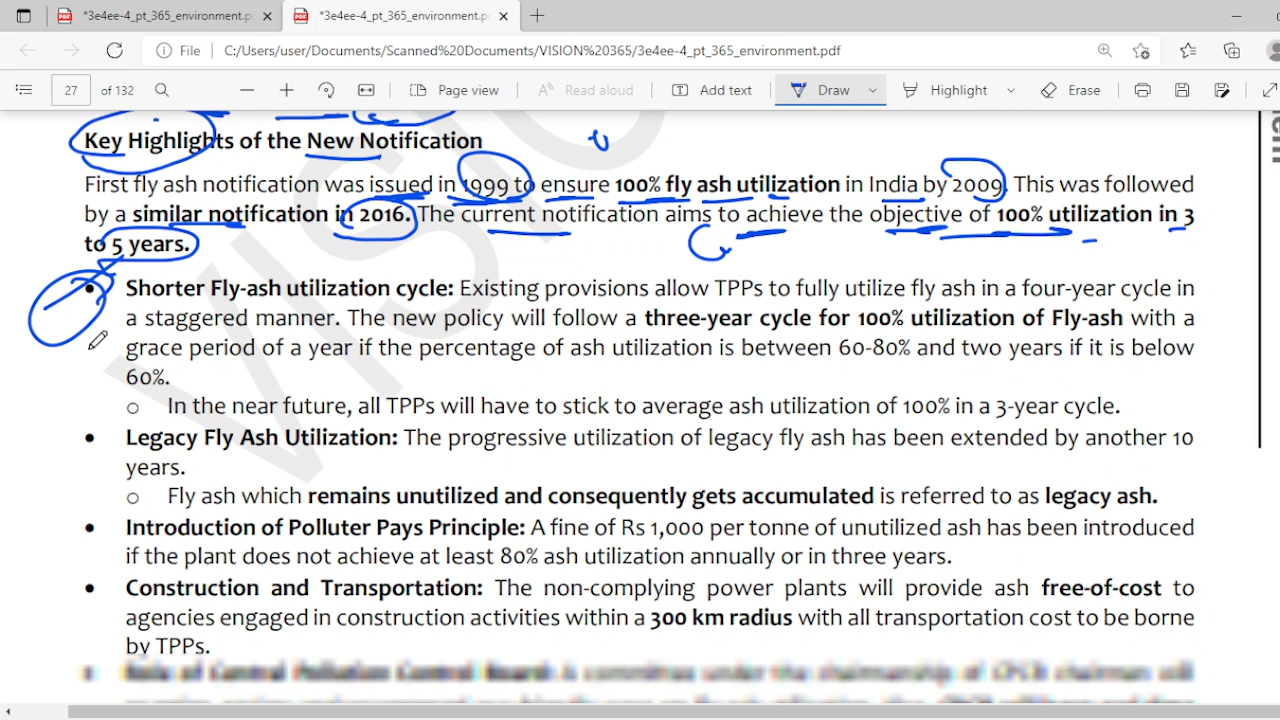 *3e4ee-4_pt_365_environment.p
*3e4ee-4_pt_365_environment.p
File C:/Users/user/Documents/Scanned%20Documents/VISION%20365/3e4ee-4_pt_365_environment.pdf
27 of 132 Page view Read aloud Add text Draw Highlight Erase
Key Highlights of the New Notification
First fly ash notification was issued in 1999 to ensure 100% fly ash utilization in India by 2009. This was followed
by a similar notification in 2016. The current notification aims to achieve the objective of 100% utilization in 3
to 5 years.
• Shorter Fly-ash utilization cycle: Existing provisions allow TPPs to fully utilize fly ash in a four-year cycle in
a staggered manner. The new policy will follow a three-year cycle for 100% utilization of Fly-ash with a
grace period of a year if the percentage of ash utilization is between 60-80% and two years if it is below
60%.
o In the near future, all TPPs will have to stick to average ash utilization of 100% in a 3-year cycle.
• Legacy Fly Ash Utilization: The progressive utilization of legacy fly ash has been extended by another 10
years.
o Fly ash which remains unutilized and consequently gets accumulated is referred to as legacy ash.
• Introduction of Polluter Pays Principle: A fine of Rs 1,000 per tonne of unutilized ash has been introduced
if the plant does not achieve at least 80% ash utilization annually or in three years.
• Construction and Transportation: The non-complying power plants will provide ash free-of-cost to
agencies engaged in construction activities within a 300 km radius with all transportation cost to be borne
by TPPs.